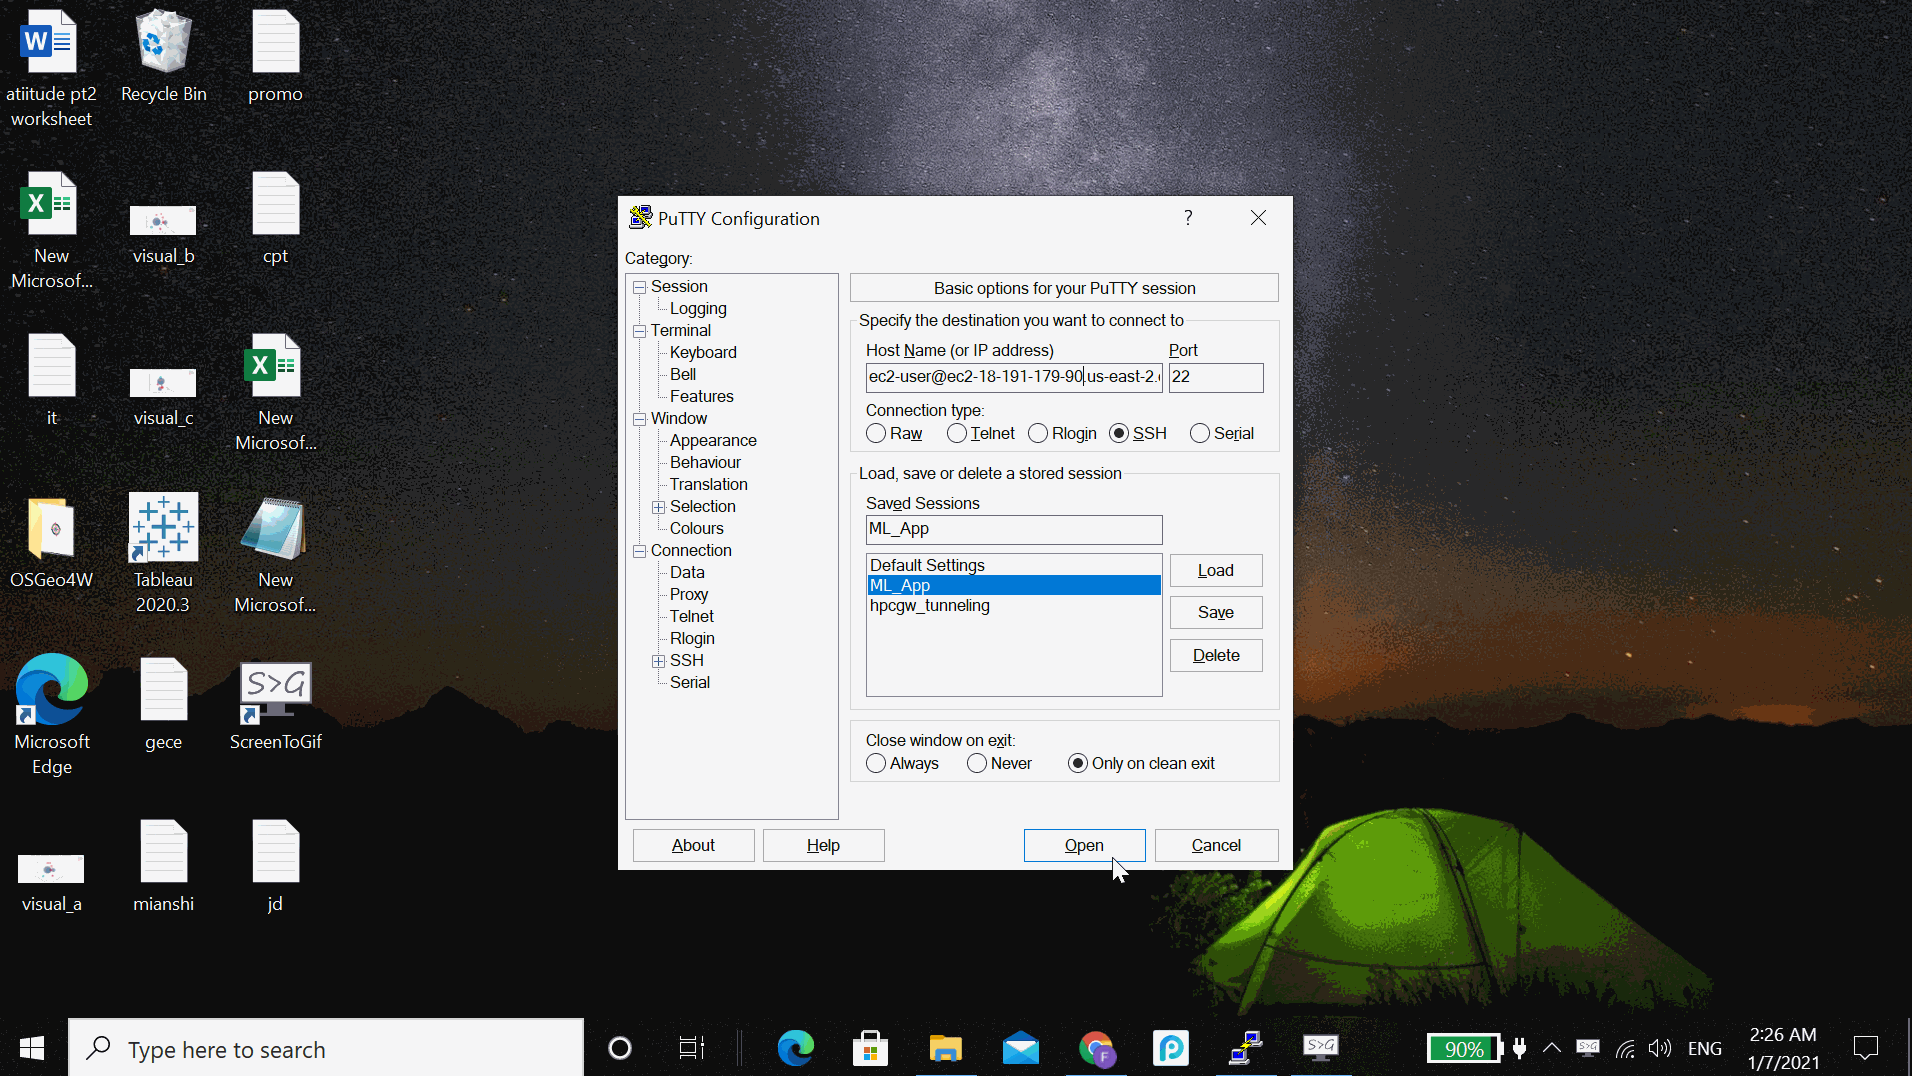 atiitude pt2
worksheet
Recycle Bin
promo
New
Microsof...
visual_b
cpt
it
visual_c
New
Microsof...
OSGeo4W
Tableau
2020.3
New
Microsof...
Microsoft
Edge
gece
S>G
ScreenToGif
visual_a
mianshi
jd
PuTTY Configuration
?
Category:
Session
Logging
Terminal
Keyboard
Bell
Features
Window
Appearance
Behaviour
Translation
Selection
Colours
Connection
Data
Proxy
Telnet
Rlogin
SSH
Serial
Basic options for your PuTTY session
Specify the destination you want to connect to
Host Name (or IP address) Port
ec2-user@ec2-18-191-179-90.us-east-2. 22
Connection type:
Raw Telnet Rlogin SSH Serial
Load, save or delete a stored session
Saved Sessions
ML_App
Default Settings
ML_App
hpcgw_tunneling
Load
Save
Delete
Close window on exit:
Always Never Only on clean exit
About Help Open Cancel
Type here to search
F
S>G
90%
S>G
ENG
2:26 AM
1/7/2021